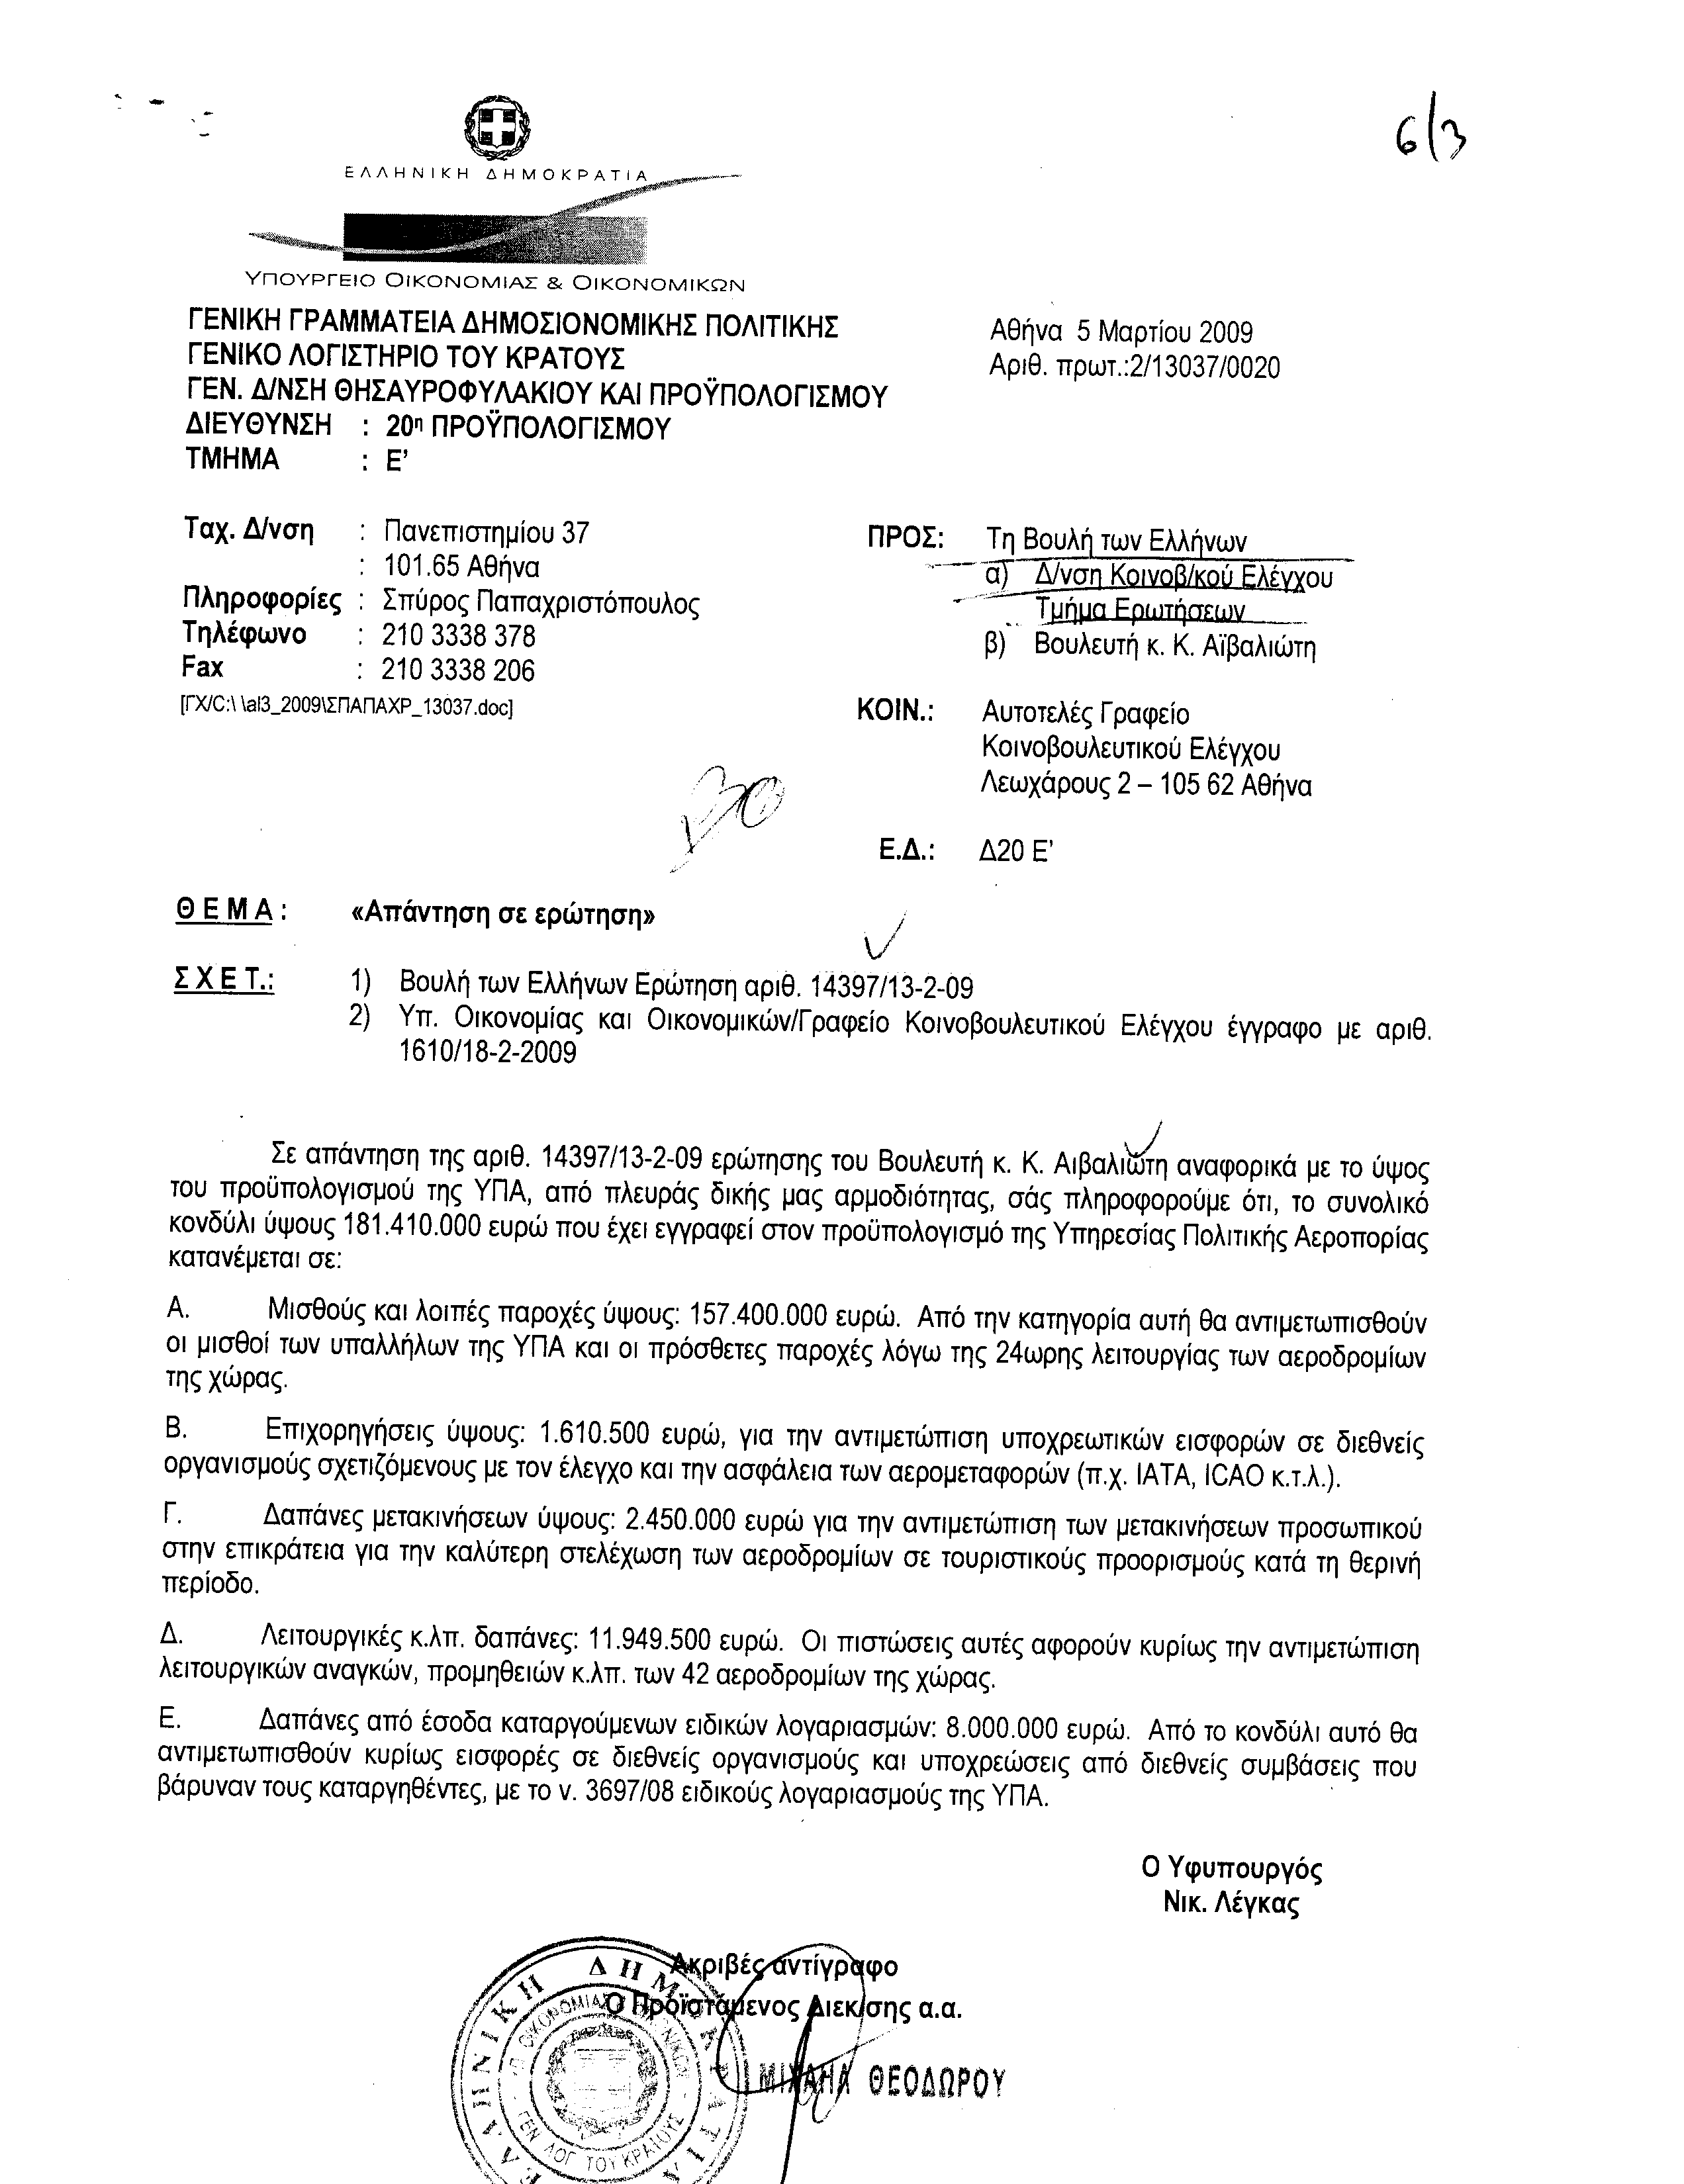 6/3
ΕΛΛΗΝΙΚΗ ΔΗΜΟΚΡΑΤΙΑ
ΥΠΟΥΡΓΕΙΟ ΟΙΚΟΝΟΜΙΑΣ & ΟΙΚΟΝΟΜΙΚΩΝ
ΓΕΝΙΚΗ ΓΡΑΜΜΑΤΕΙΑ ΔΗΜΟΣΙΟΝΟΜΙΚΗΣ ΠΟΛΙΤΙΚΗΣ
ΓΕΝΙΚΟ ΛΟΓΙΣΤΗΡΙΟ ΤΟΥ ΚΡΑΤΟΥΣ
ΓΕΝ. Δ/ΝΣΗ ΘΗΣΑΥΡΟΦΥΛΑΚΙΟΥ ΚΑΙ ΠΡΟΫΠΟΛΟΓΙΣΜΟΥ
ΔΙΕΥΘΥΝΣΗ : 20η ΠΡΟΫΠΟΛΟΓΙΣΜΟΥ
ΤΜΗΜΑ : Ε'
Αθήνα 5 Μαρτίου 2009
Αριθ. πρωτ.:2/13037/0020
Ταχ. Δ/νση : Πανεπιστημίου 37
: 101.65 Αθήνα
Πληροφορίες : Σπύρος Παπαχριστόπουλος
Τηλέφωνο : 210 3338 378
Fax : 210 3338 206
[ΓΧ/C:\ \al3_2009\ΣΠΑΠΑΧΡ_13037.doc]
ΠΡΟΣ: Τη Βουλή των Ελλήνων
α) Δ/νση Κοινοβ/κού Ελέγχου
Τμήμα Ερωτήσεων
β) Βουλευτή κ. Κ. Αϊβαλιώτη
ΚΟΙΝ.: Αυτοτελές Γραφείο
Κοινοβουλευτικού Ελέγχου
Λεωχάρους 2 – 105 62 Αθήνα
Ε.Δ.: Δ20 Ε'
Θ Ε Μ Α : «Απάντηση σε ερώτηση»
Σ Χ Ε Τ.: 1) Βουλή των Ελλήνων Ερώτηση αριθ. 14397/13-2-09
2) Υπ. Οικονομίας και Οικονομικών/Γραφείο Κοινοβουλευτικού Ελέγχου έγγραφο με αριθ.
1610/18-2-2009
Σε απάντηση της αριθ. 14397/13-2-09 ερώτησης του Βουλευτή κ. Κ. Αιβαλιώτη αναφορικά με το ύψος
του προϋπολογισμού της ΥΠΑ, από πλευράς δικής μας αρμοδιότητας, σάς πληροφορούμε ότι, το συνολικό
κονδύλι ύψους 181.410.000 ευρώ που έχει εγγραφεί στον προϋπολογισμό της Υπηρεσίας Πολιτικής Αεροπορίας
κατανέμεται σε:
Α. Μισθούς και λοιπές παροχές ύψους: 157.400.000 ευρώ. Από την κατηγορία αυτή θα αντιμετωπισθούν
οι μισθοί των υπαλλήλων της ΥΠΑ και οι πρόσθετες παροχές λόγω της 24ωρης λειτουργίας των αεροδρομίων
της χώρας.
Β. Επιχορηγήσεις ύψους: 1.610.500 ευρώ, για την αντιμετώπιση υποχρεωτικών εισφορών σε διεθνείς
οργανισμούς σχετιζόμενους με τον έλεγχο και την ασφάλεια των αερομεταφορών (π.χ. IATA, ICAO κ.τ.λ.).
Γ. Δαπάνες μετακινήσεων ύψους: 2.450.000 ευρώ για την αντιμετώπιση των μετακινήσεων προσωπικού
στην επικράτεια για την καλύτερη στελέχωση των αεροδρομίων σε τουριστικούς προορισμούς κατά τη θερινή
περίοδο.
Δ. Λειτουργικές κ.λπ. δαπάνες: 11.949.500 ευρώ. Οι πιστώσεις αυτές αφορούν κυρίως την αντιμετώπιση
λειτουργικών αναγκών, προμηθειών κ.λπ. των 42 αεροδρομίων της χώρας.
Ε. Δαπάνες από έσοδα καταργούμενων ειδικών λογαριασμών: 8.000.000 ευρώ. Από το κονδύλι αυτό θα
αντιμετωπισθούν κυρίως εισφορές σε διεθνείς οργανισμούς και υποχρεώσεις από διεθνείς συμβάσεις που
βάρυναν τους καταργηθέντες, με το ν. 3697/08 ειδικούς λογαριασμούς της ΥΠΑ.
Ο Υφυπουργός
Νικ. Λέγκας
Ακριβές αντίγραφο
Ο Προϊστάμενος Διεκ/σης α.α.
ΜΙΧΑΗΛ ΘΕΟΔΩΡΟΥ
ΕΛΛΗΝΙΚΗ ΔΗΜΟΚΡΑΤΙΑ
ΓΕΝ ΛΟΓ ΤΟΥ ΚΡΑΤΟΥΣ